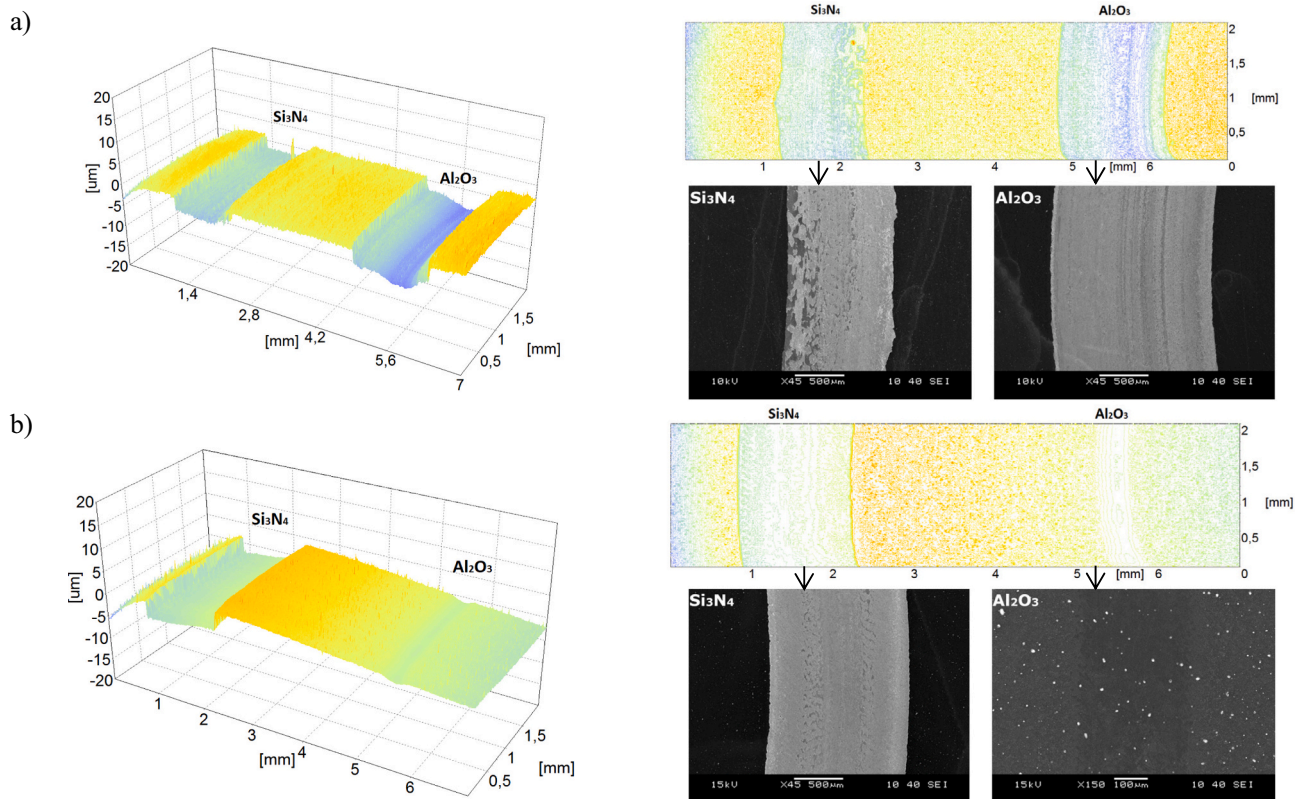 a)
20
15
10
5
0
-5
-10
-15
-20
[um]
Si₃N₄
Al₂O₃
1,4
2,8
4,2
5,6
7
[mm]
0,5
1
1,5
[mm]
Si₃N₄ Al₂O₃
2
1,5
1
0,5
0
[mm]
1 2 3 4 5 [mm] 6
Si₃N₄
10kV X45 500µm 10 40 SEI
Al₂O₃
10kV X45 500µm 10 40 SEI
b)
20
15
10
5
0
-5
-10
-15
-20
[um]
Si₃N₄
Al₂O₃
1
2
3
4
5
6
[mm]
0,5
1
1,5
[mm]
Si₃N₄ Al₂O₃
2
1,5
1
0,5
0
[mm]
1 2 3 4 5 [mm] 6
Si₃N₄
15kV X45 500µm 10 40 SEI
Al₂O₃
15kV X150 100µm 10 40 SEI